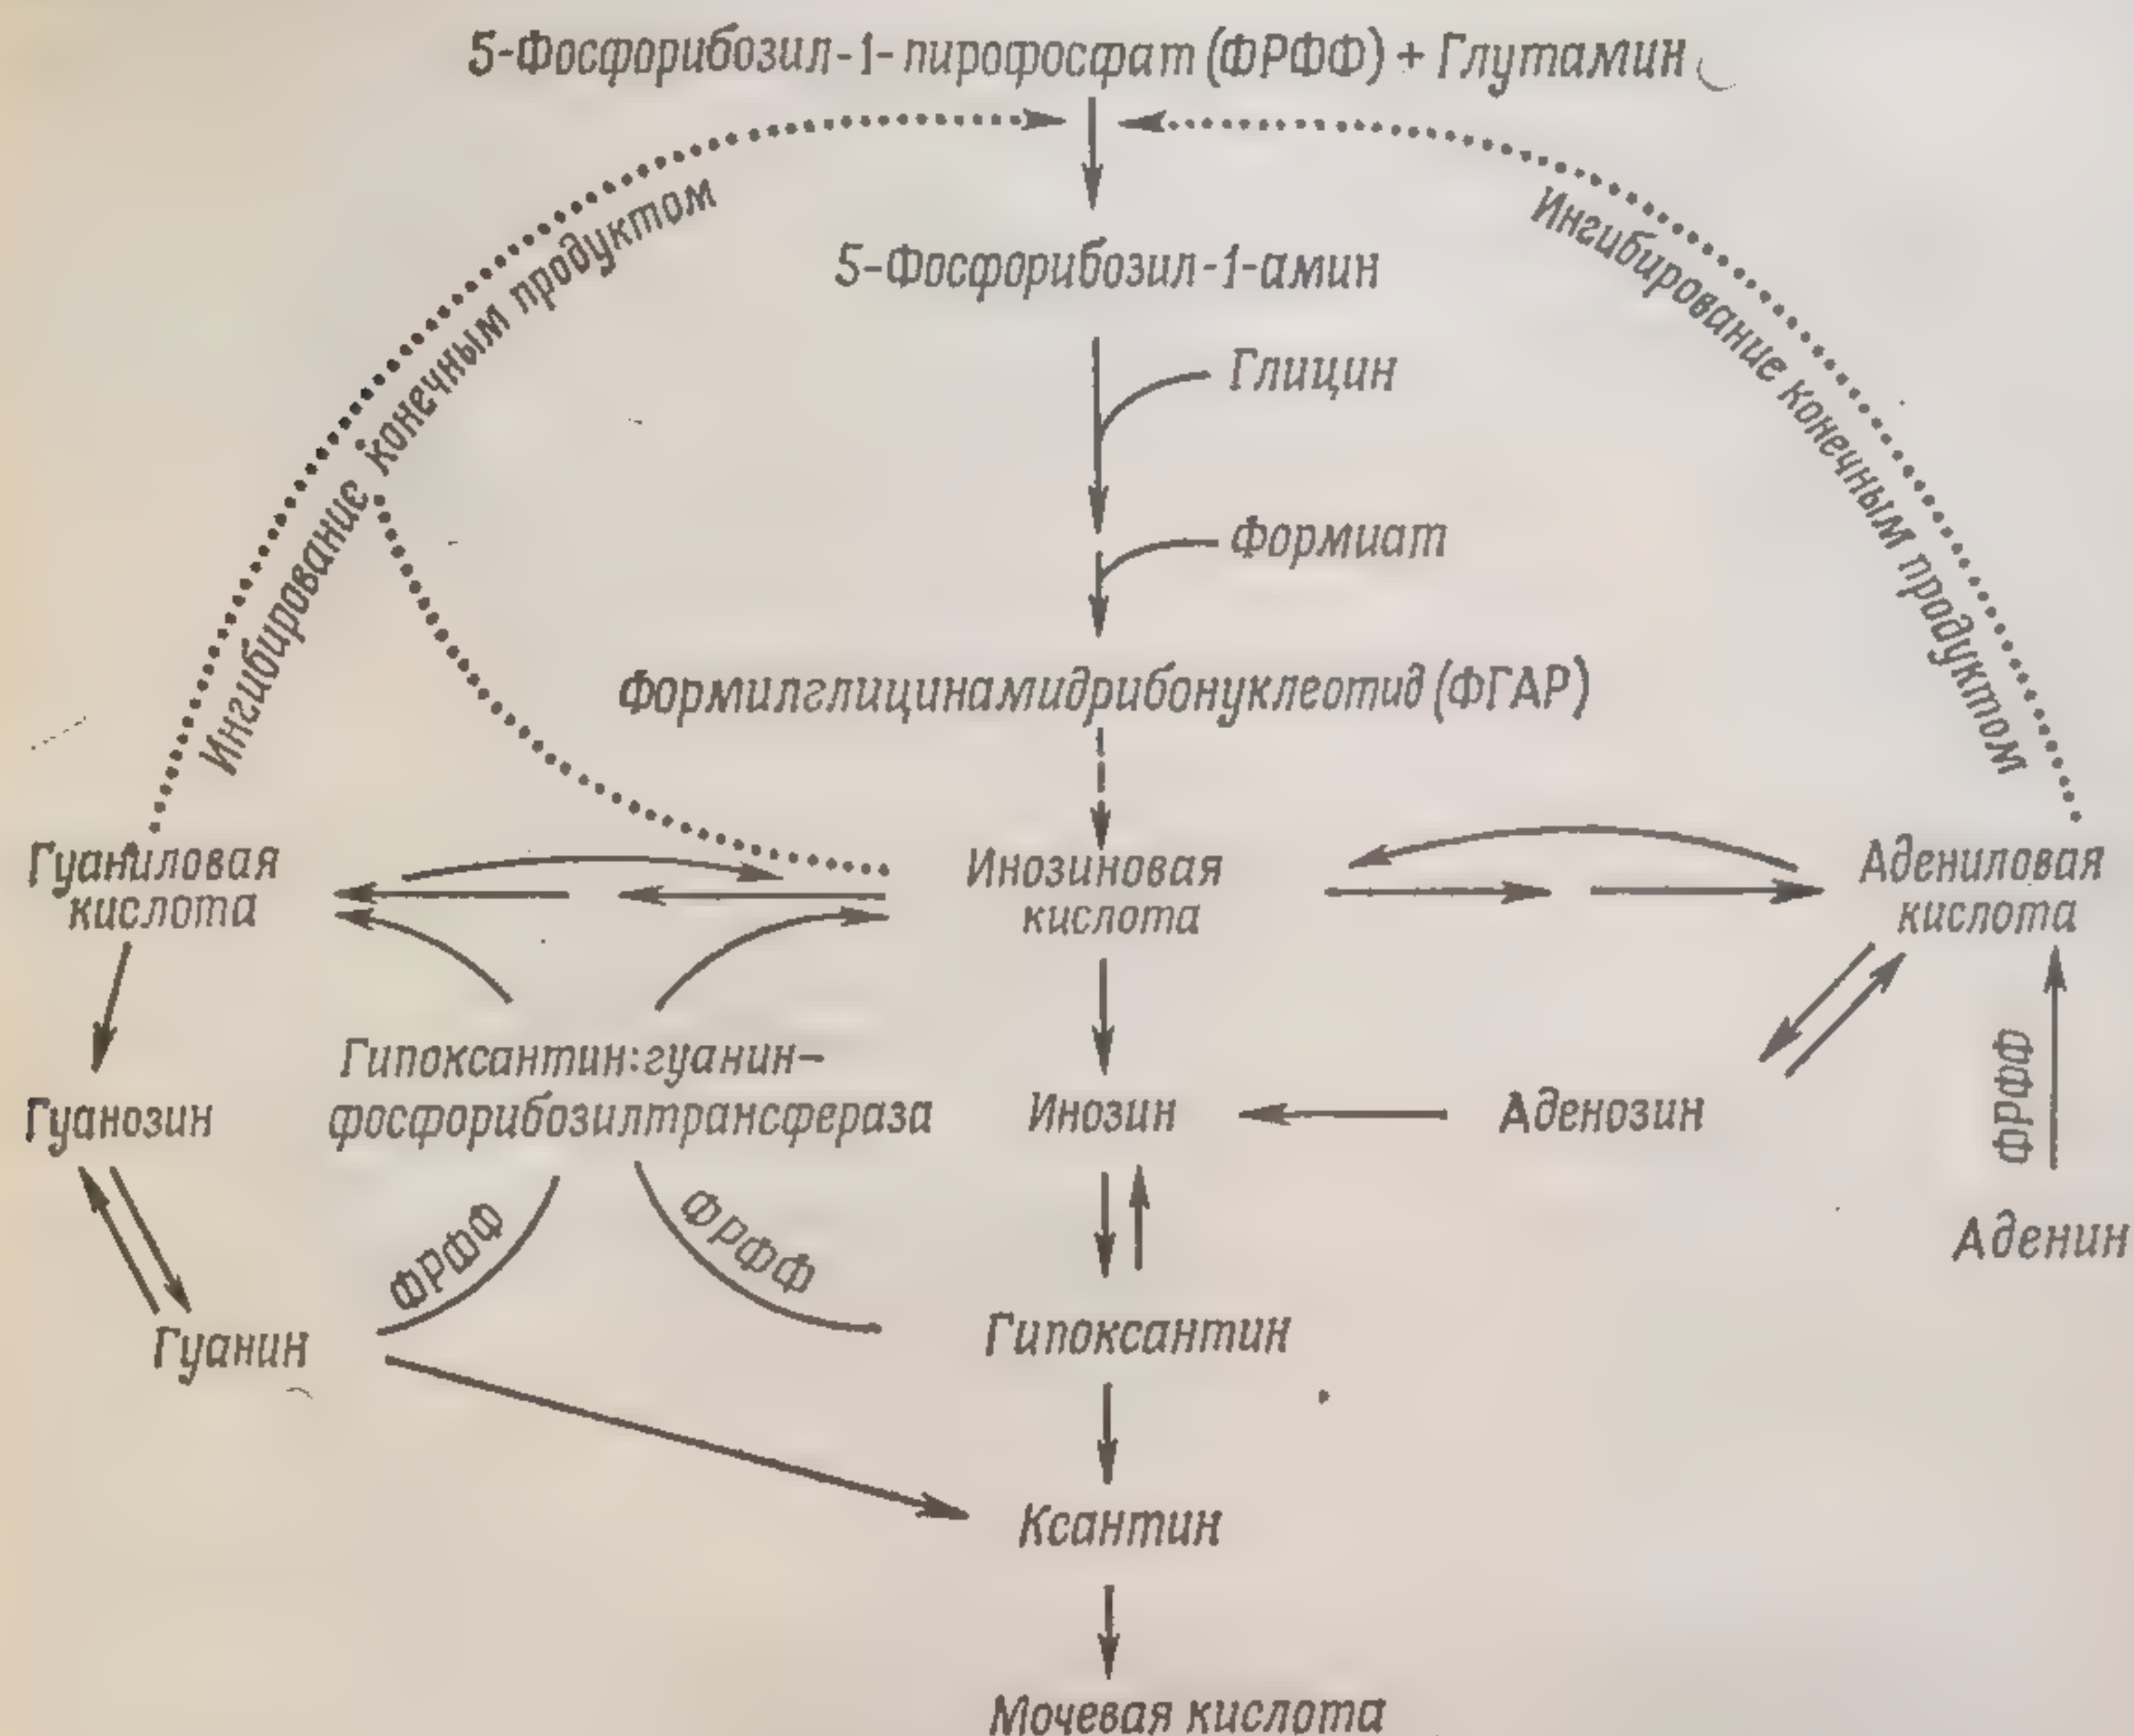 5-Фосфорибозил-1-пирофосфат (ФРФФ) + Глутамин
Ингибирование конечным продуктом
Ингибирование конечным продуктом
5-Фосфорибозил-1-амин
Глицин
Формиат
Формилглицинамидрибонуклеотид (ФГАР)
Гуаниловая
кислота
Инозиновая
кислота
Адениловая
кислота
Гуанозин
Гипоксантин:гуанин-
фосфорибозилтрансфераза
Инозин
Аденозин
ФРФФ
Аденин
ФРФФ
ФРФФ
Гуанин
Гипоксантин
Ксантин
Мочевая кислота